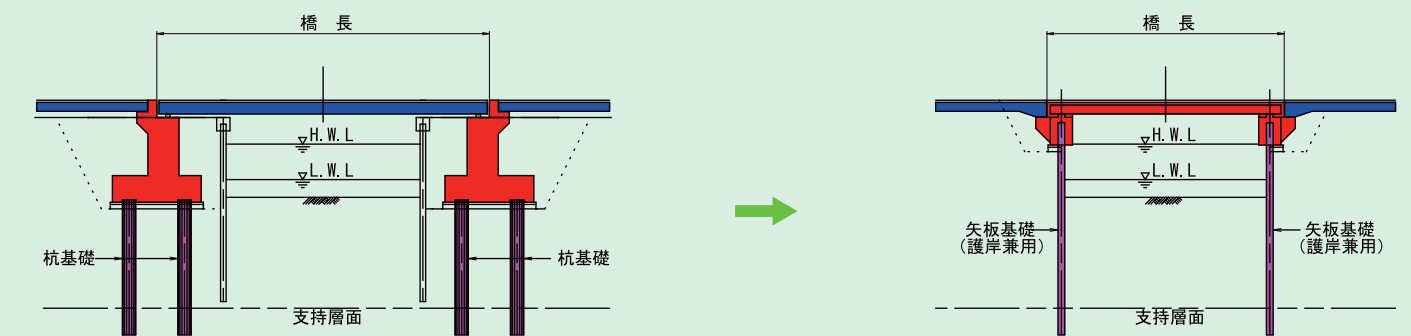 橋 長
H.W.L
L.W.L
杭基礎
杭基礎
支持層面
橋 長
H.W.L
L.W.L
矢板基礎
(護岸兼用)
矢板基礎
(護岸兼用)
支持層面